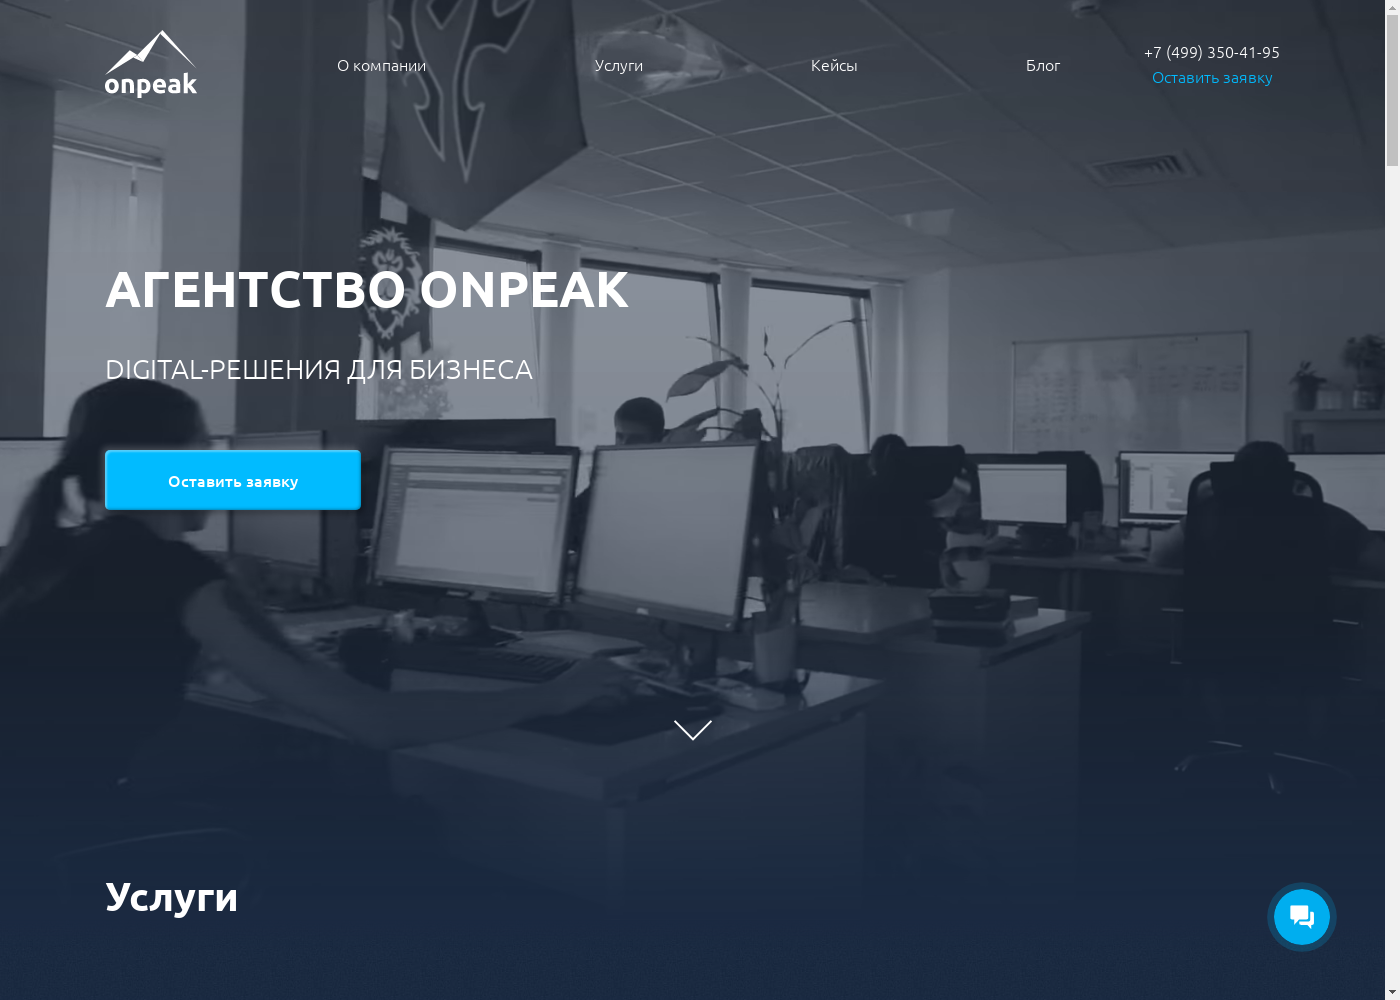 onpeak
О компании
Услуги
Кейсы
Блог
+7 (499) 350-41-95
Оставить заявку
АГЕНТСТВО ONPEAK
DIGITAL-РЕШЕНИЯ ДЛЯ БИЗНЕСА
Оставить заявку
Услуги